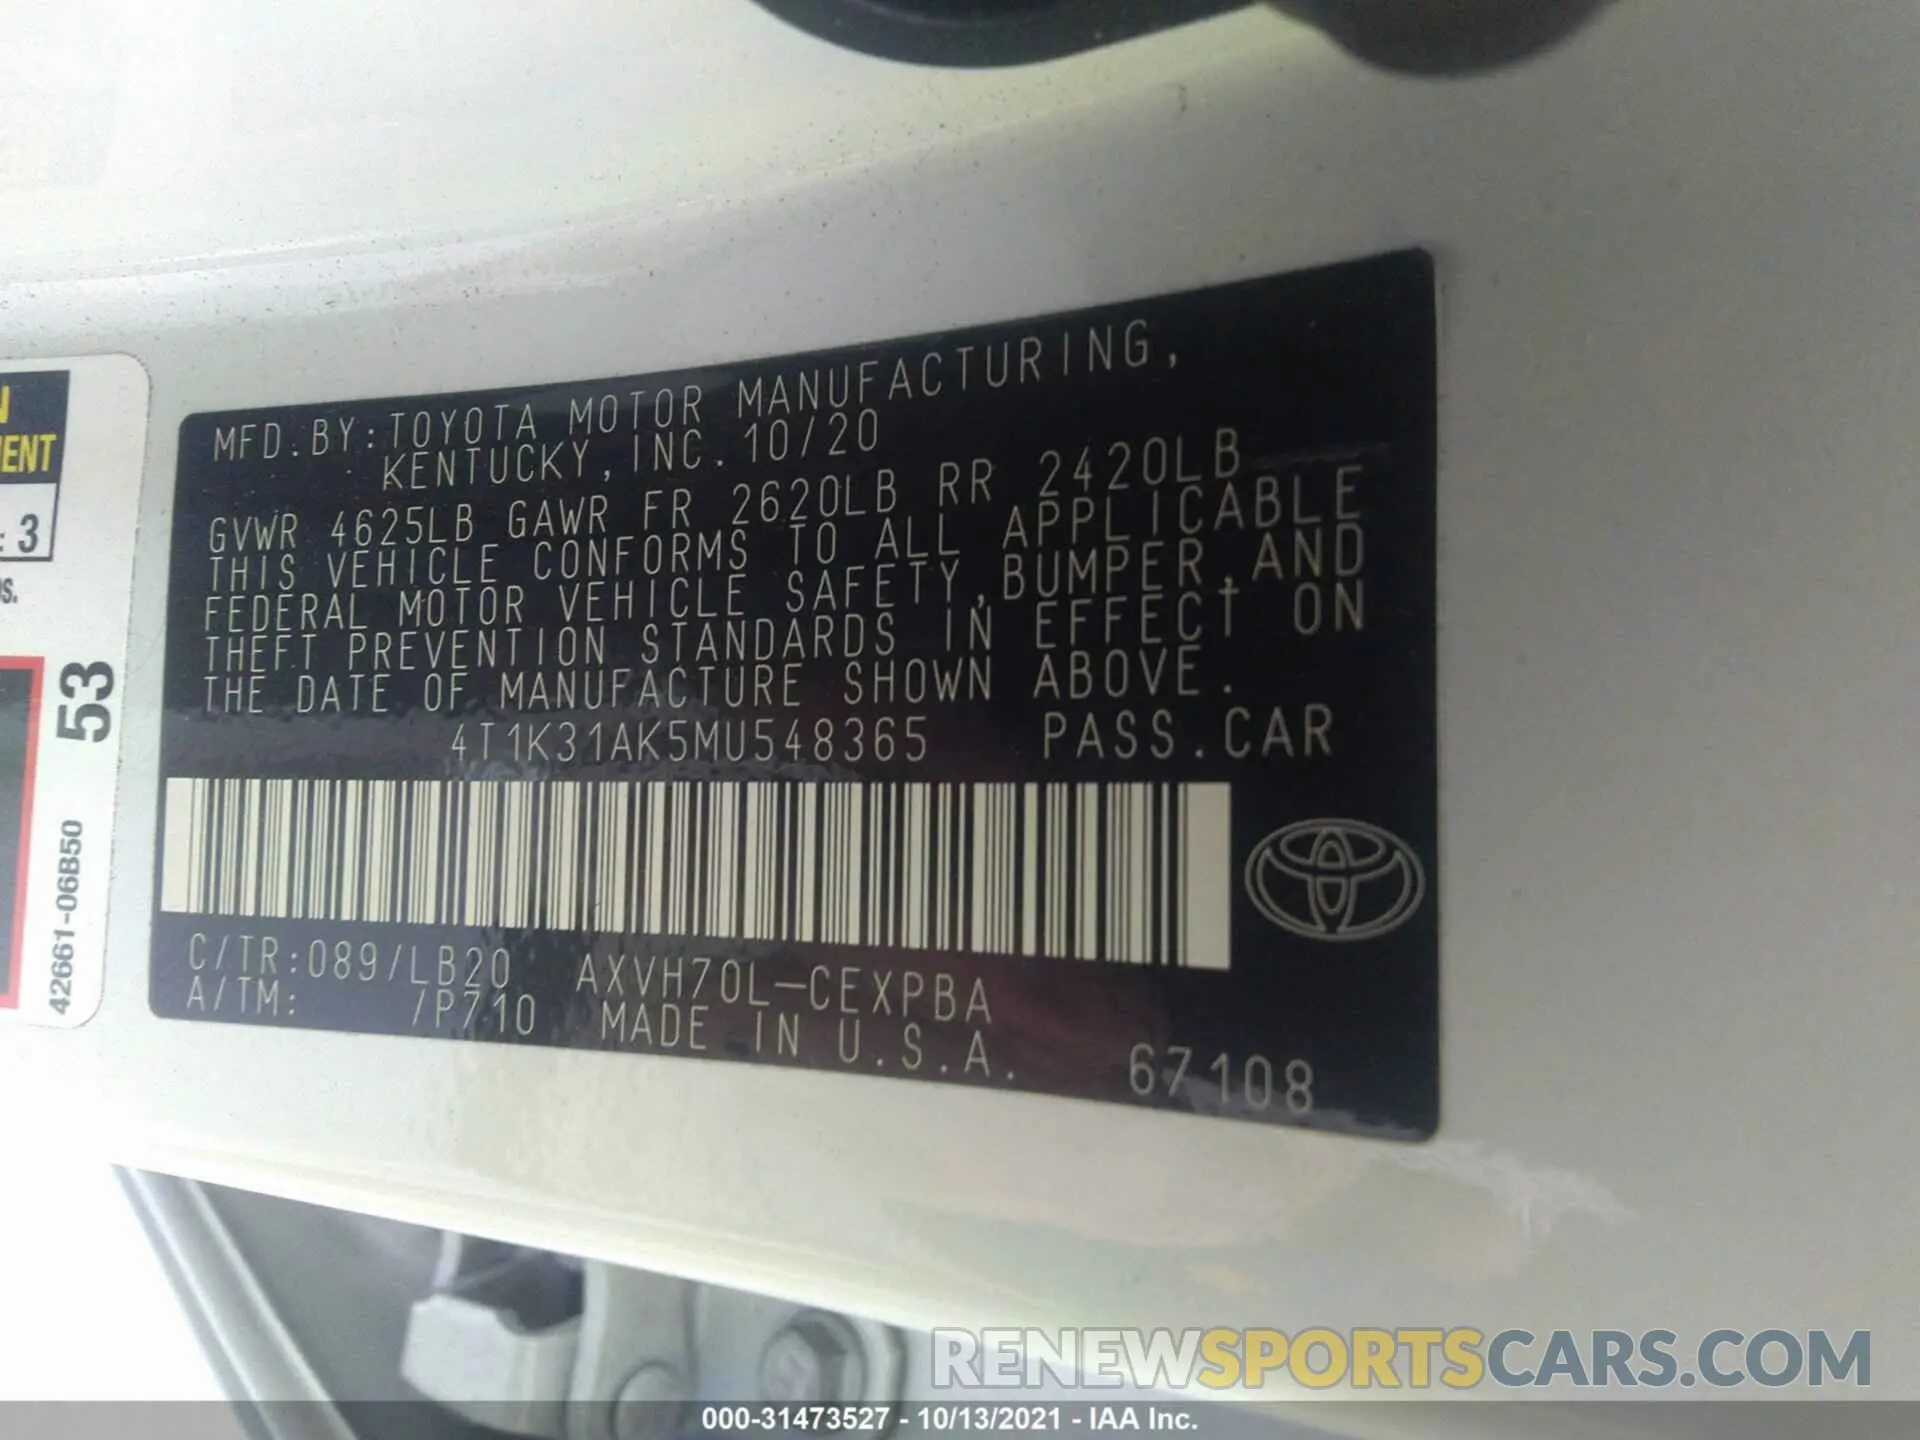 MFD.BY:TOYOTA MOTOR MANUFACTURING,
KENTUCKY,INC.10/20
GVWR 4625LB GAWR FR 2620LB RR 2420LB
THIS VEHICLE CONFORMS TO ALL APPLICABLE
FEDERAL MOTOR VEHICLE SAFETY,BUMPER,AND
THEFT PREVENTION STANDARDS IN EFFECT ON
THE DATE OF MANUFACTURE SHOWN ABOVE.
4T1K31AK5MU548365 PASS.CAR
C/TR:089/LB20 AXVH70L-CEXPBA
A/TM: /P710 MADE IN U.S.A.
67108
: 3
53
42661-06B50
RENEWSPORTSCARS.COM
000-31473527 - 10/13/2021 - IAA Inc.